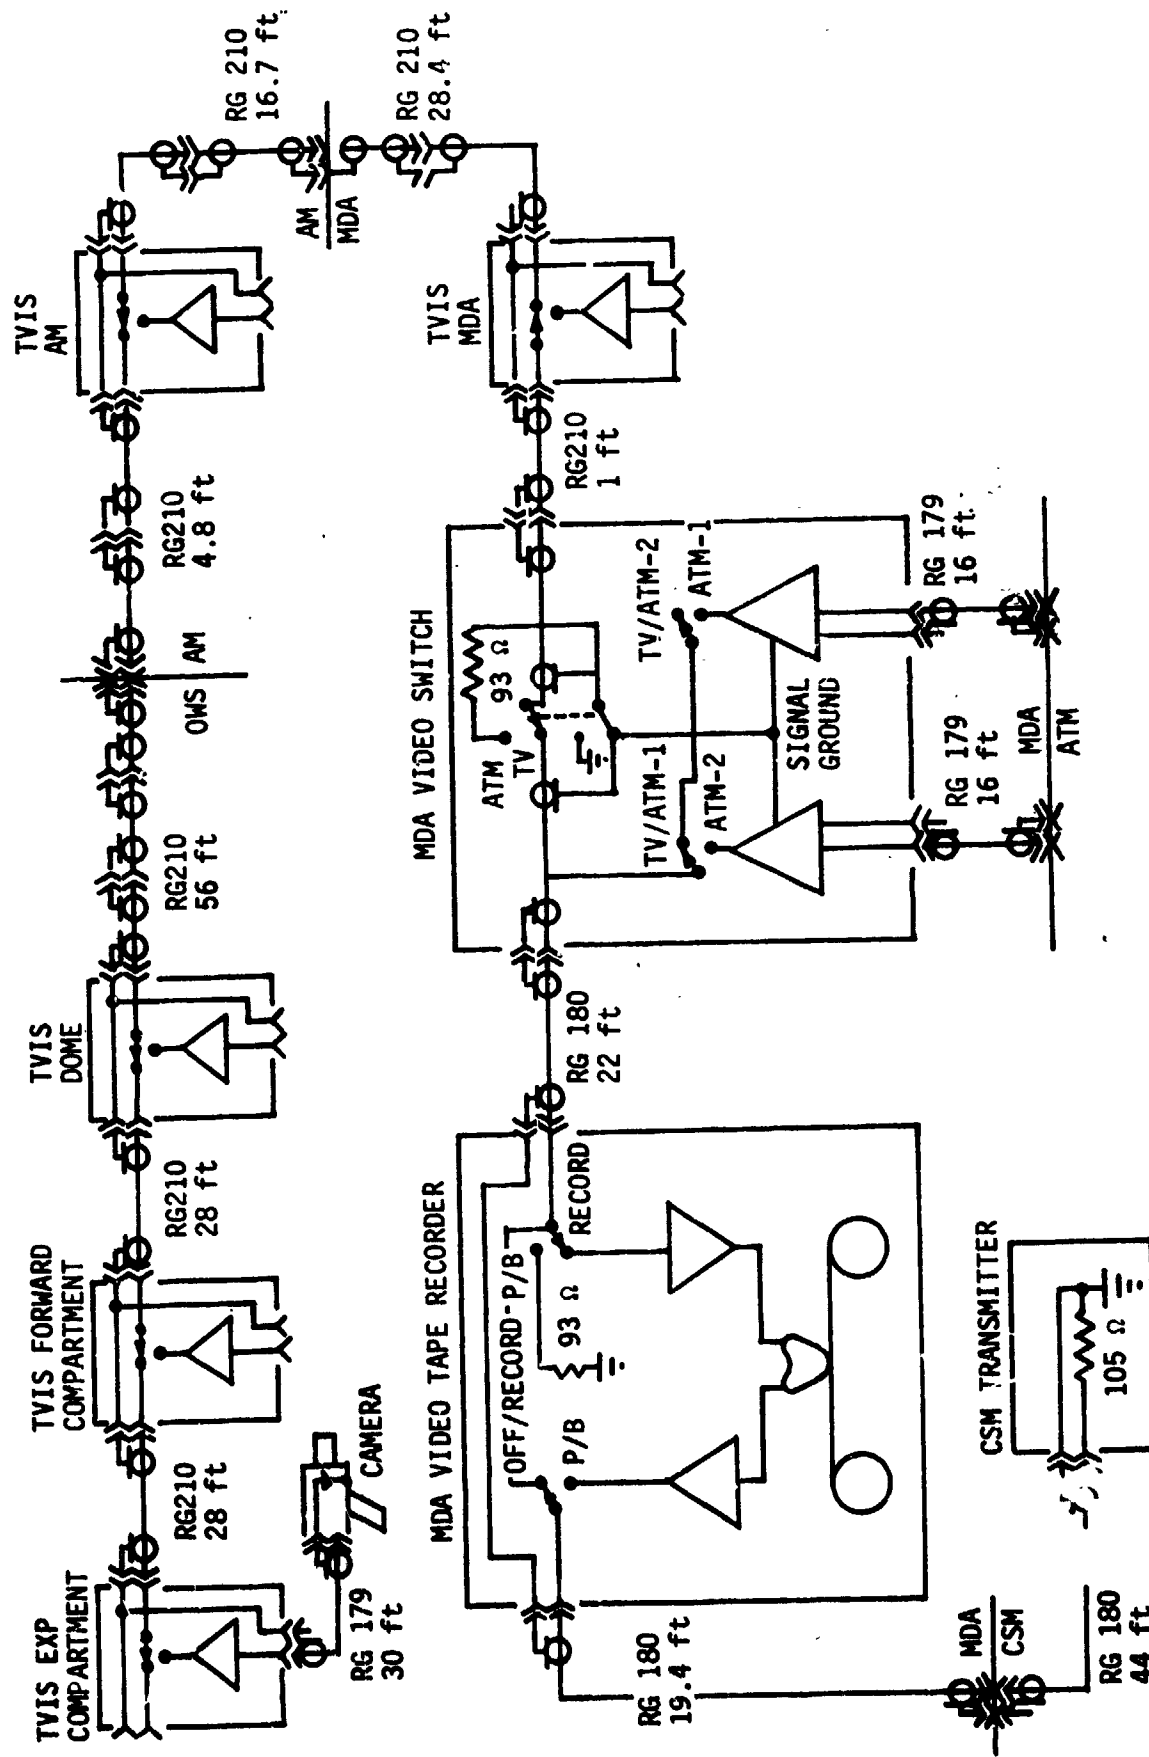 TVIS EXP
COMPARTMENT
RG210
28 ft
TVIS FORWARD
COMPARTMENT
RG210
28 ft
TVIS
DOME
RG210
56 ft
OWS
AM
RG210
4.8 ft
TVIS
AM
RG 210
16.7 ft
AM
MDA
RG 210
28.4 ft
RG 179
30 ft
CAMERA
MDA VIDEO TAPE RECORDER
OFF/RECORD-P/B
P/B
93 Ω
RECORD
RG 180
22 ft
MDA VIDEO SWITCH
ATM
TV
93 Ω
TV/ATM-1
ATM-2
TV/ATM-2
ATM-1
SIGNAL
GROUND
RG210
1 ft
TVIS
MDA
RG 179
16 ft
RG 179
16 ft
MDA
ATM
RG 180
19.4 ft
MDA
CSM
RG 180
44 ft
CSM TRANSMITTER
105 Ω